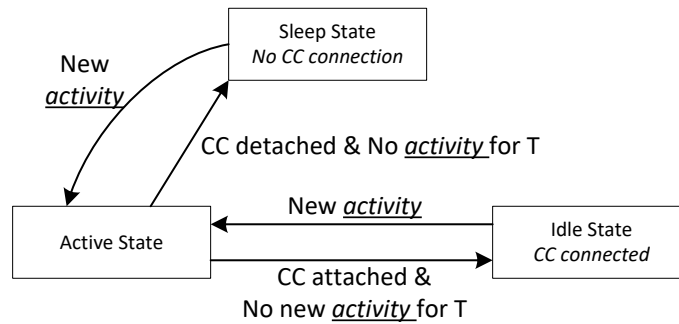 Sleep State
No CC connection
New
activity
CC detached & No activity for T
New activity
Active State
Idle State
CC connected
CC attached &
No new activity for T